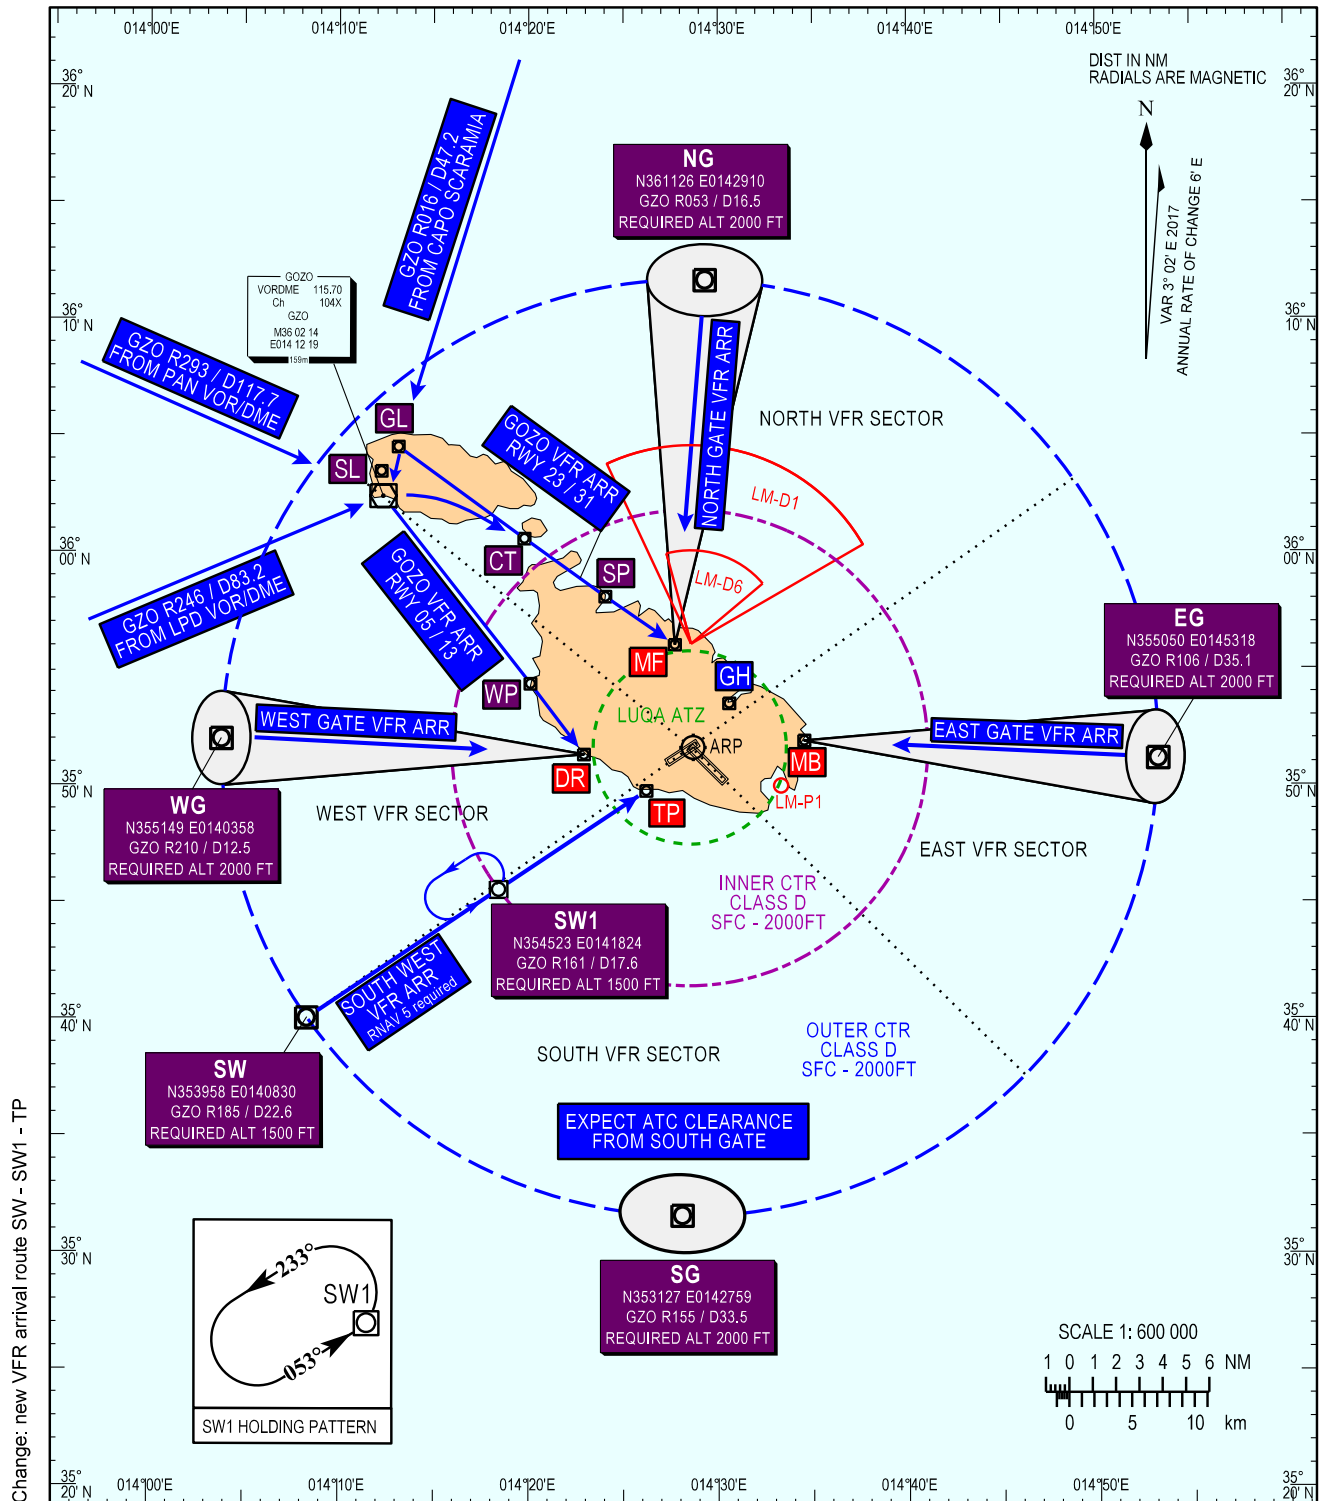 014°00'E
014°10'E
014°20'E
014°30'E
014°40'E
014°50'E
36°
20' N
36°
20' N
DIST IN NM
RADIALS ARE MAGNETIC
N
VAR 3° 02' E 2017
ANNUAL RATE OF CHANGE 6' E
GZO R016 / D47.2
FROM CAPO SCARAMIA
NG
N361126 E0142910
GZO R053 / D16.5
REQUIRED ALT 2000 FT
GOZO
VORDME 115.70
Ch 104X
GZO
M36 02 14
E014 12 19
159m
36°
10' N
36°
10' N
GZO R293 / D117.7
FROM PAN VOR/DME
NORTH GATE VFR ARR
NORTH VFR SECTOR
GL
SL
GOZO VFR ARR
RWY 23 / 31
LM-D1
LM-D6
36°
00' N
36°
00' N
CT
SP
GZO R246 / D83.2
FROM LPD VOR/DME
GOZO VFR ARR
RWY 05 / 13
MF
GH
WP
EG
N355050 E0145318
GZO R106 / D35.1
REQUIRED ALT 2000 FT
LUQA ATZ
WEST GATE VFR ARR
EAST GATE VFR ARR
ARP
MB
DR
TP
LM-P1
35°
50' N
35°
50' N
WG
N355149 E0140358
GZO R210 / D12.5
REQUIRED ALT 2000 FT
WEST VFR SECTOR
EAST VFR SECTOR
INNER CTR
CLASS D
SFC - 2000FT
SW1
N354523 E0141824
GZO R161 / D17.6
REQUIRED ALT 1500 FT
SOUTH WEST
VFR ARR
RNAV 5 required
35°
40' N
35°
40' N
OUTER CTR
CLASS D
SFC - 2000FT
SOUTH VFR SECTOR
SW
N353958 E0140830
GZO R185 / D22.6
REQUIRED ALT 1500 FT
EXPECT ATC CLEARANCE
FROM SOUTH GATE
35°
30' N
35°
30' N
SG
N353127 E0142759
GZO R155 / D33.5
REQUIRED ALT 2000 FT
233°
SW1
053°
SW1 HOLDING PATTERN
SCALE 1: 600 000
1 0 1 2 3 4 5 6 NM
0 5 10 km
35°
20' N
35°
20' N
014°00'E
014°10'E
014°20'E
014°30'E
014°40'E
014°50'E
Change: new VFR arrival route SW - SW1 - TP